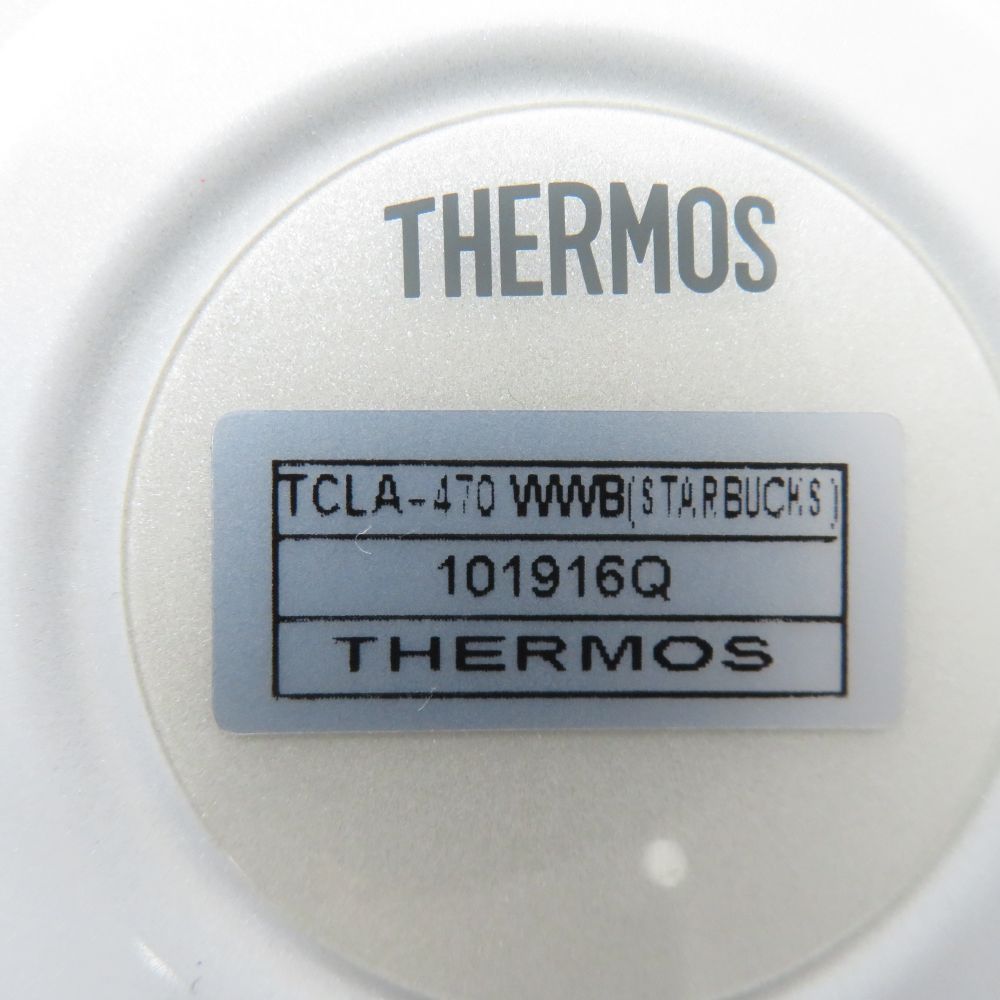 THERMOS
TCLA-470 WWB(STARBUCKS)
101916Q
THERMOS